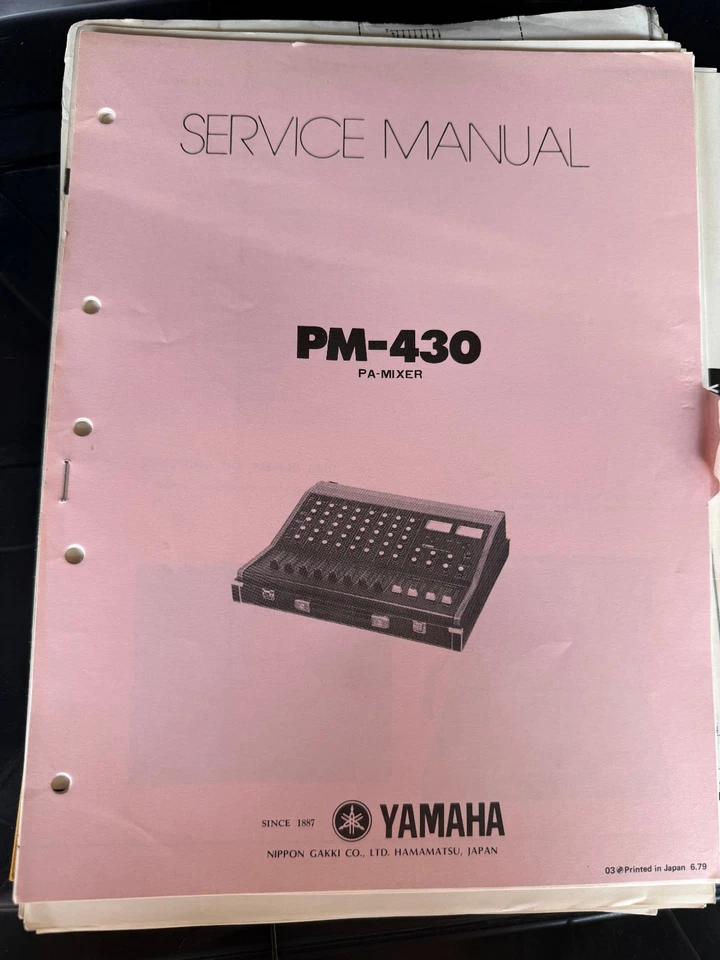 SERVICE MANUAL
PM-430
PA-MIXER
SINCE 1887 YAMAHA
NIPPON GAKKI CO., LTD. HAMAMATSU, JAPAN
03 Printed in Japan 6.79